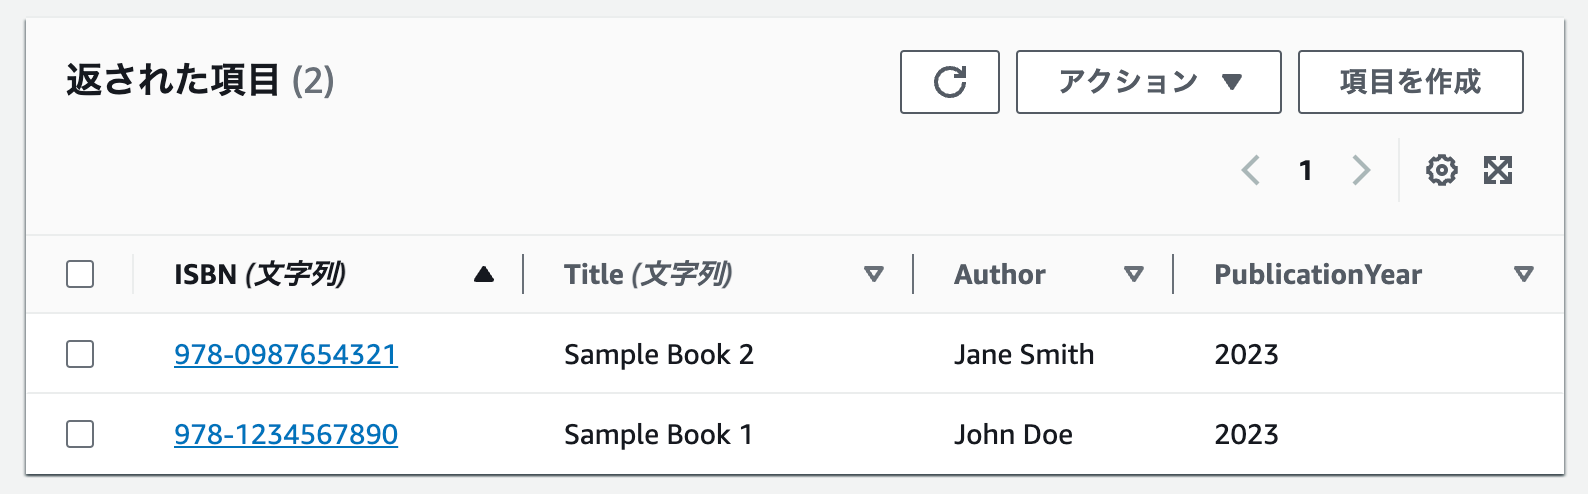 返された項目 (2)
アクション ▼
項目を作成
1
ISBN (文字列) Title (文字列) Author PublicationYear
978-0987654321 Sample Book 2 Jane Smith 2023
978-1234567890 Sample Book 1 John Doe 2023